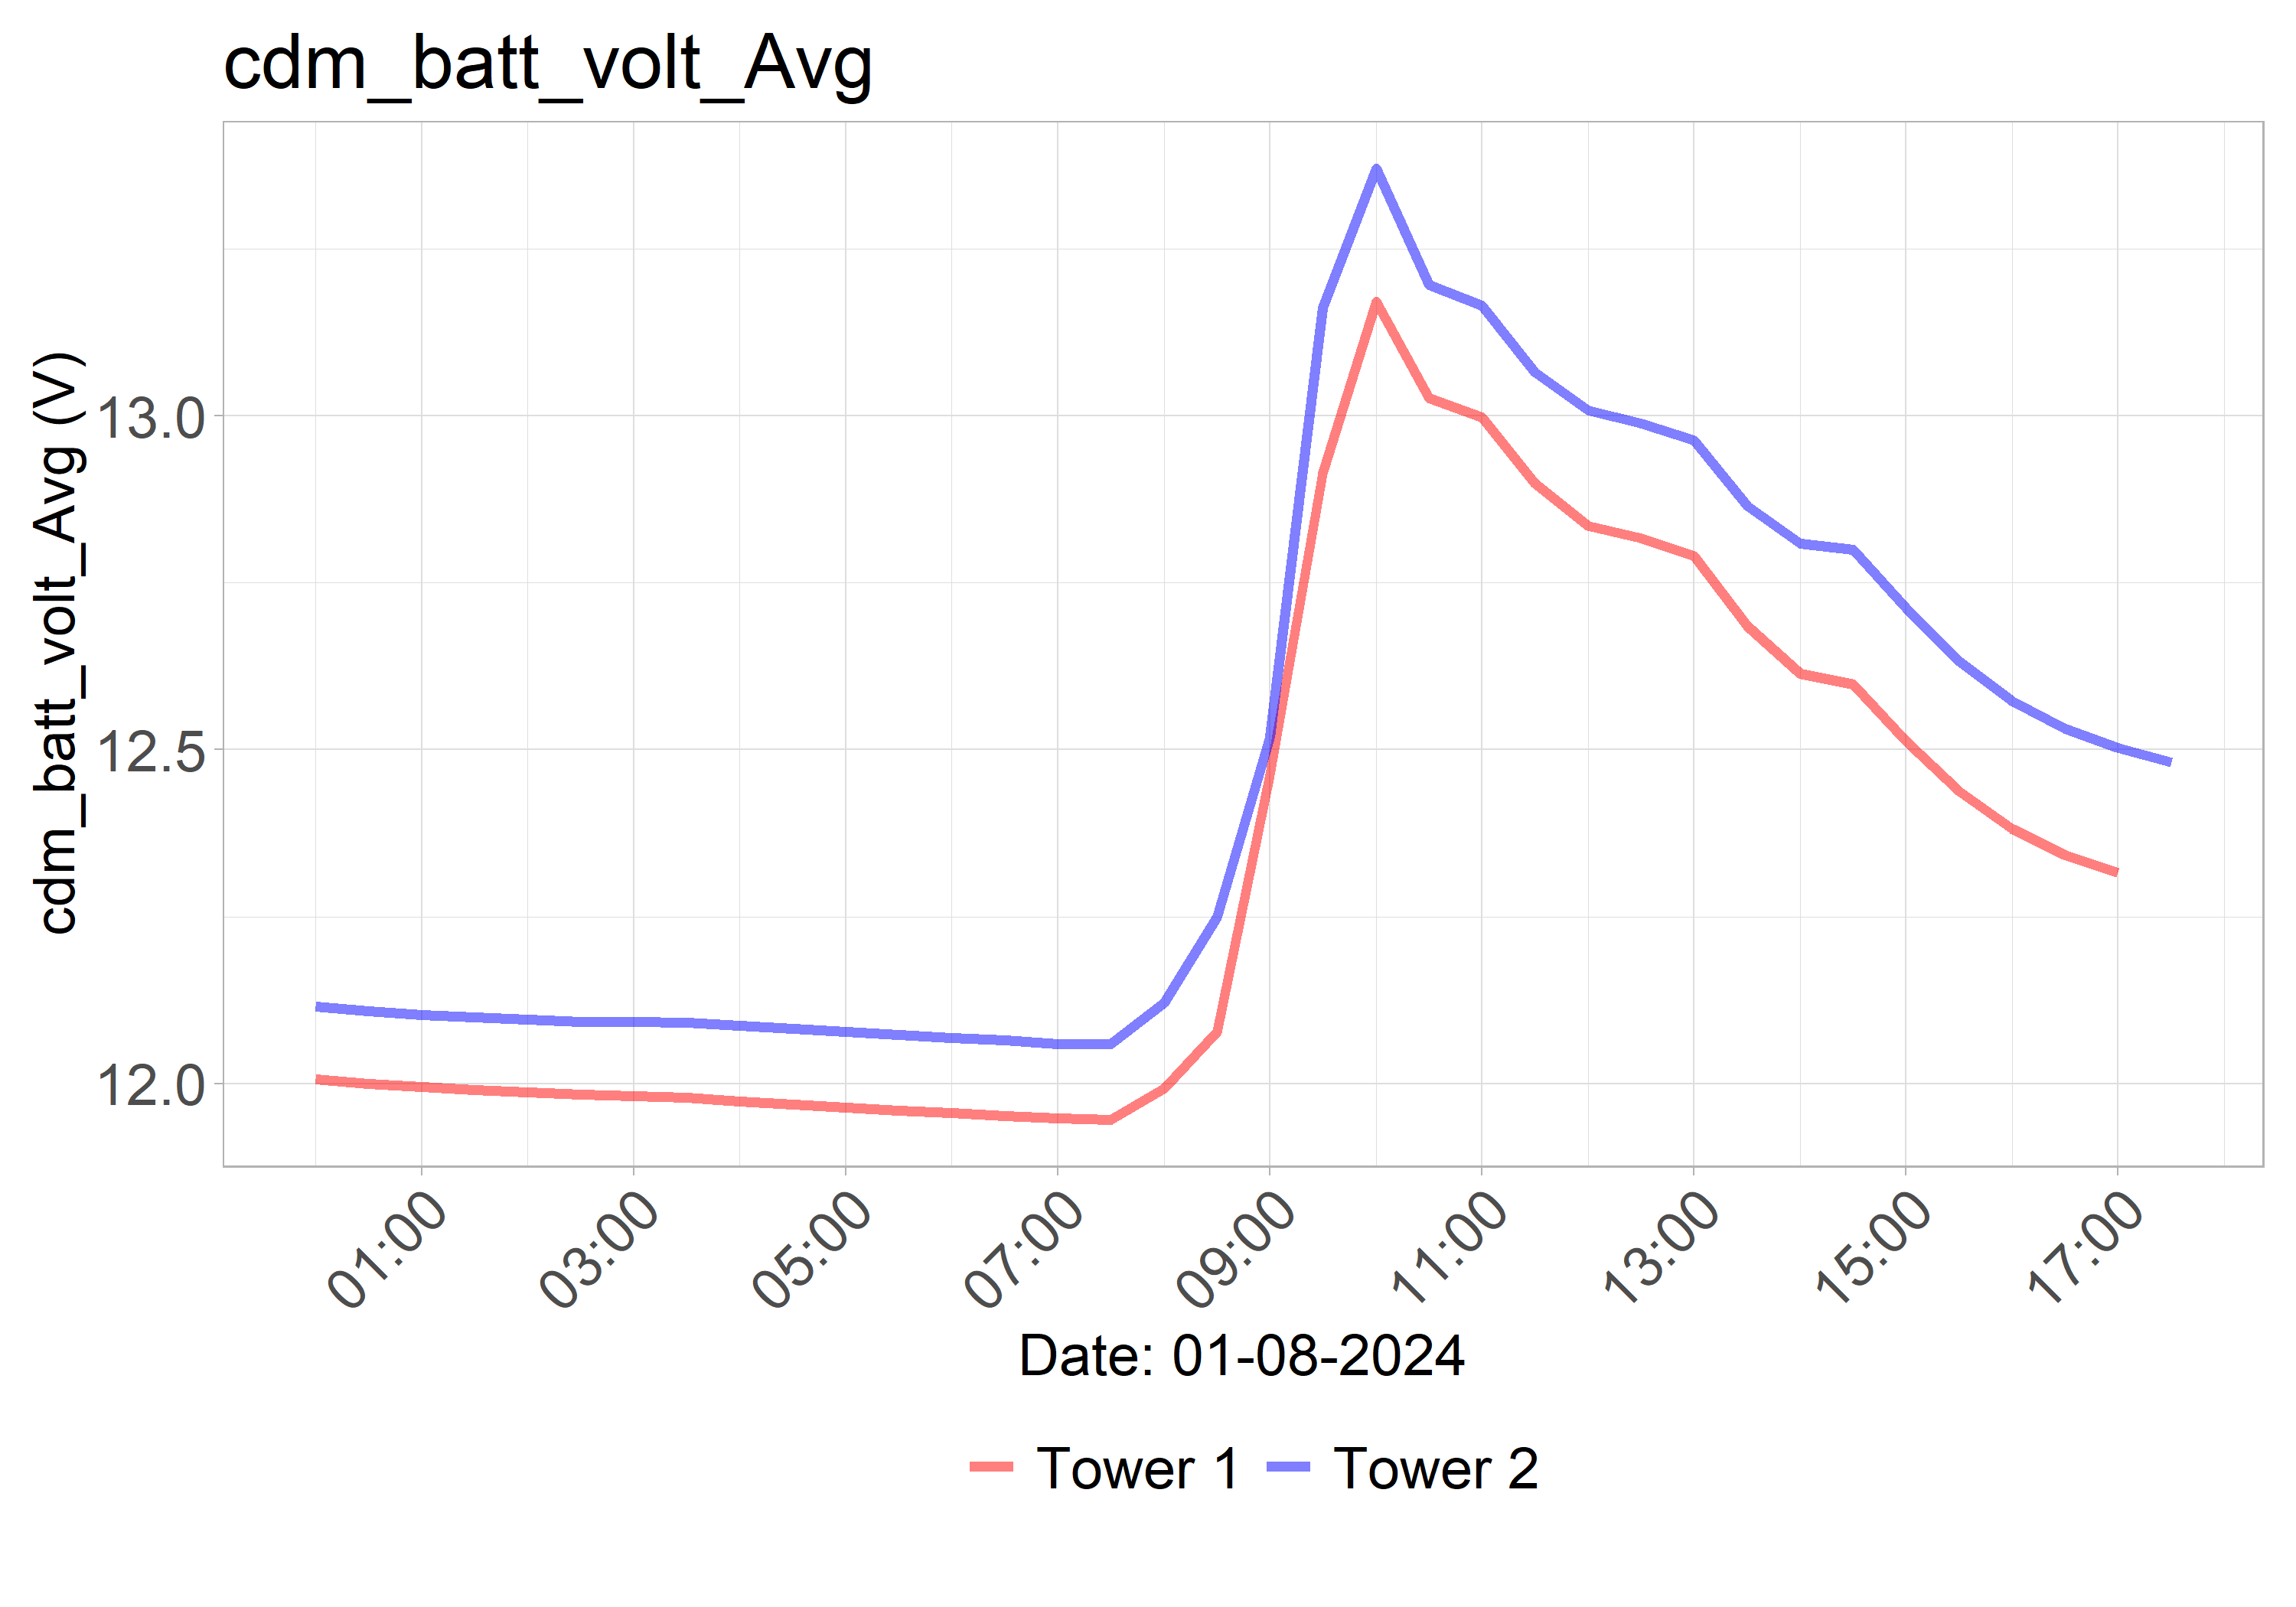 cdm_batt_volt_Avg
cdm_batt_volt_Avg (V)
13.0
12.5
12.0
01:00 03:00 05:00 07:00 09:00 11:00 13:00 15:00 17:00
Date: 01-08-2024
Tower 1 Tower 2